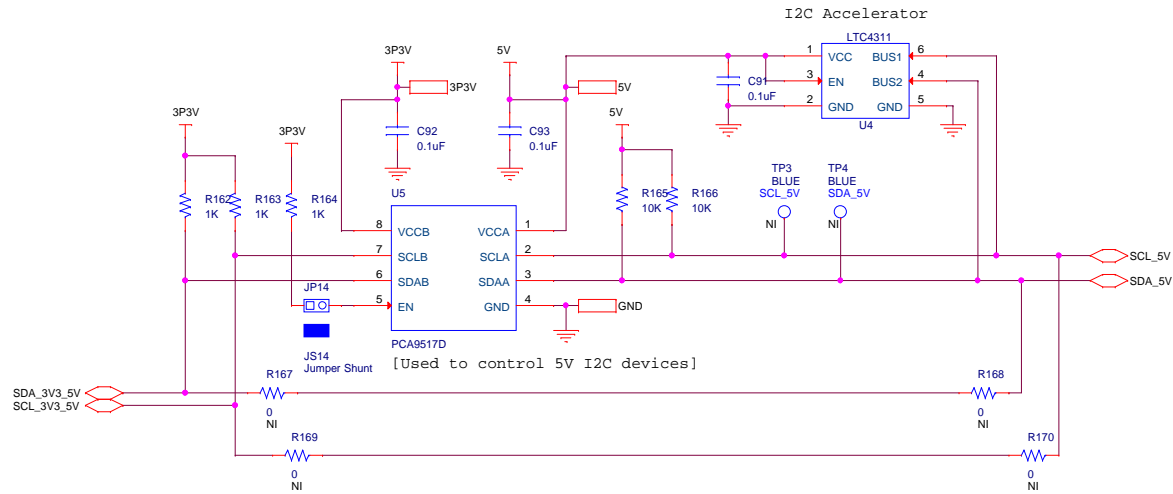 I2C Accelerator
LTC4311
U4
1 VCC BUS1 6
3 EN BUS2 4
2 GND GND 5
C91
0.1uF
3P3V
3P3V
C92
0.1uF
5V
5V
C93
0.1uF
3P3V
R162
1K
R163
1K
3P3V
R164
1K
5V
R165
10K
R166
10K
TP3
BLUE
SCL_5V
NI
TP4
BLUE
SDA_5V
NI
U5
8 VCCB VCCA 1
7 SCLB SCLA 2
6 SDAB SDAA 3
5 EN GND 4
PCA9517D
GND
SCL_5V
SDA_5V
JP14
JS14
Jumper Shunt
[Used to control 5V I2C devices]
SDA_3V3_5V
SCL_3V3_5V
R167
0
NI
R168
0
NI
R169
0
NI
R170
0
NI